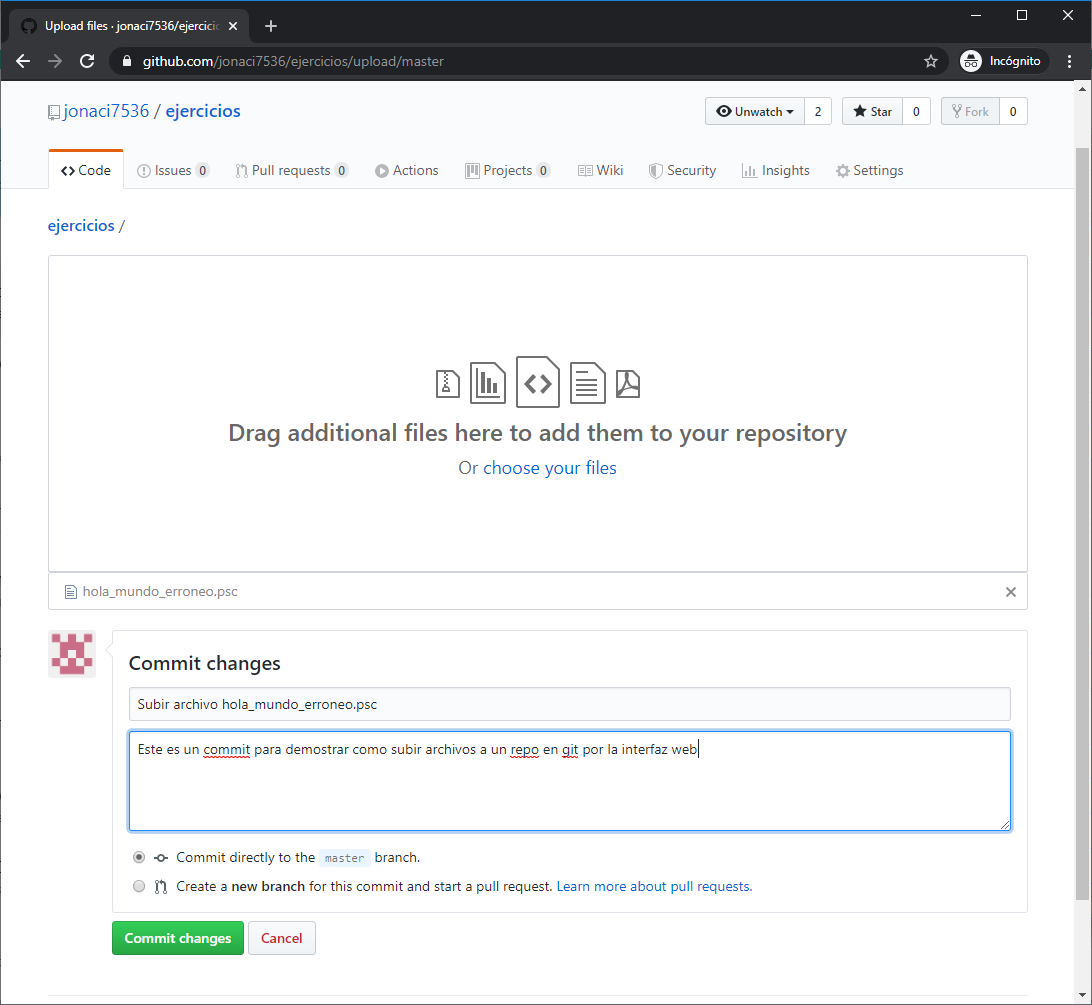 Upload files · jonaci7536/ejercicio
github.com/jonaci7536/ejercicios/upload/master
Incógnito
jonaci7536 / ejercicios
Unwatch 2
Star 0
Fork 0
Code
Issues 0
Pull requests 0
Actions
Projects 0
Wiki
Security
Insights
Settings
ejercicios /
Drag additional files here to add them to your repository
Or choose your files
hola_mundo_erroneo.psc
Commit changes
Subir archivo hola_mundo_erroneo.psc
Este es un commit para demostrar como subir archivos a un repo en git por la interfaz web
Commit directly to the master branch.
Create a new branch for this commit and start a pull request. Learn more about pull requests.
Commit changes
Cancel